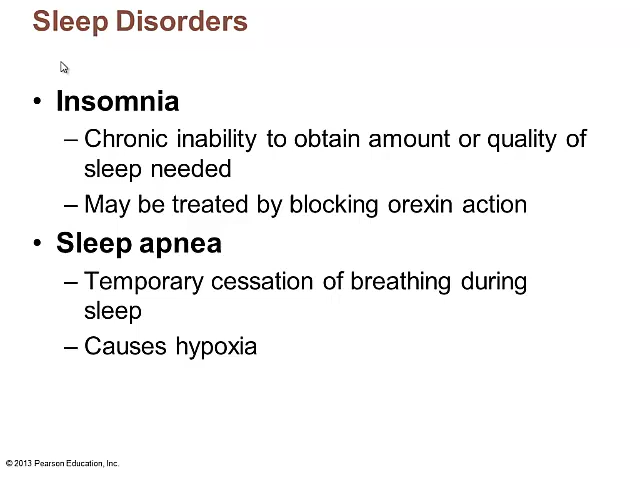 Sleep Disorders
• Insomnia
– Chronic inability to obtain amount or quality of
sleep needed
– May be treated by blocking orexin action
• Sleep apnea
– Temporary cessation of breathing during
sleep
– Causes hypoxia
© 2013 Pearson Education, Inc.